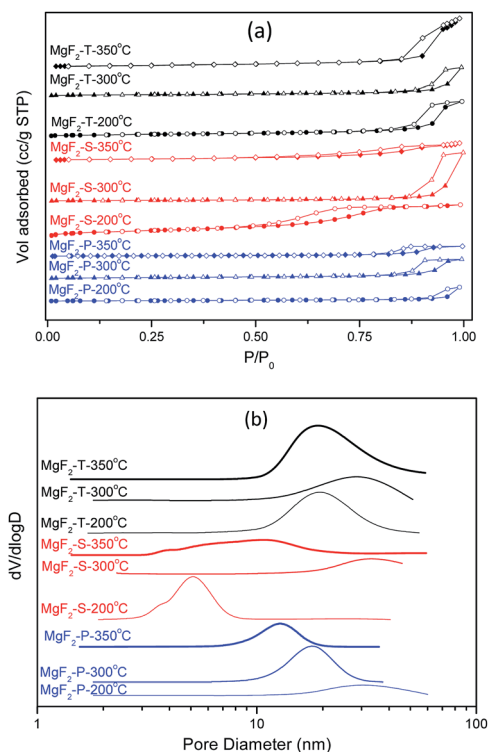 (a)
MgF₂-T-350°C
MgF₂-T-300°C
MgF₂-T-200°C
MgF₂-S-350°C
MgF₂-S-300°C
MgF₂-S-200°C
MgF₂-P-350°C
MgF₂-P-300°C
MgF₂-P-200°C
Vol adsorbed (cc/g STP)
0.00 0.25 0.50 0.75 1.00
P/P₀
(b)
MgF₂-T-350°C
MgF₂-T-300°C
MgF₂-T-200°C
MgF₂-S-350°C
MgF₂-S-300°C
MgF₂-S-200°C
MgF₂-P-350°C
MgF₂-P-300°C
MgF₂-P-200°C
dV/dlogD
1 10 100
Pore Diameter (nm)